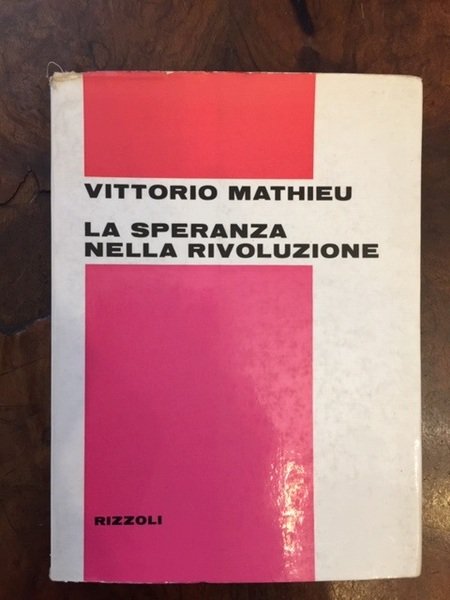 VITTORIO MATHIEU
LA SPERANZA
NELLA RIVOLUZIONE
RIZZOLI